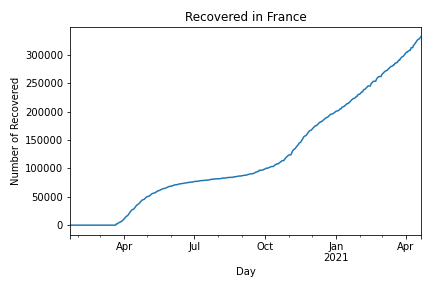 Recovered in France
Number of Recovered
300000
250000
200000
150000
100000
50000
0
Apr Jul Oct Jan Apr
2021
Day